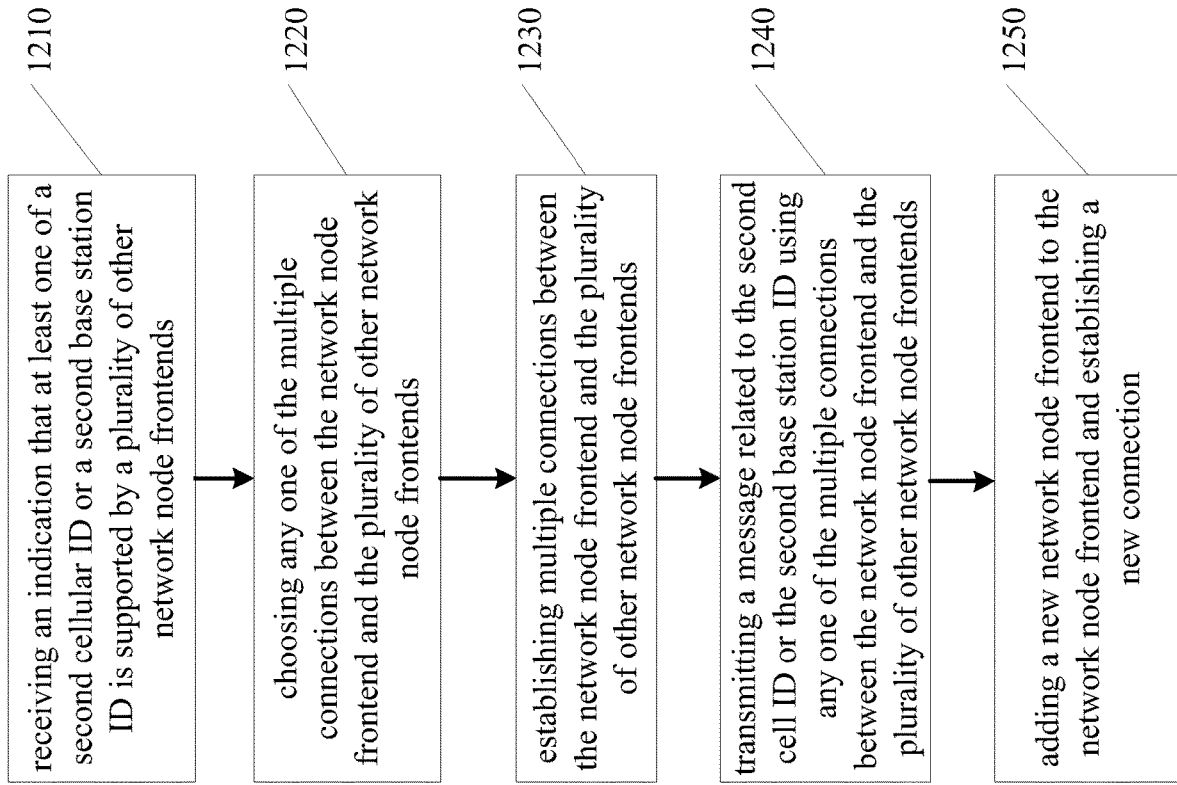 receiving an indication that at least one of a
second cellular ID or a second base station
ID is supported by a plurality of other
network node frontends
1210
choosing any one of the multiple
connections between the network node
frontend and the plurality of other network
node frontends
1220
establishing multiple connections between
the network node frontend and the plurality
of other network node frontends
1230
transmitting a message related to the second
cell ID or the second base station ID using
any one of the multiple connections
between the network node frontend and the
plurality of other network node frontends
1240
adding a new network node frontend to the
network node frontend and establishing a
new connection
1250